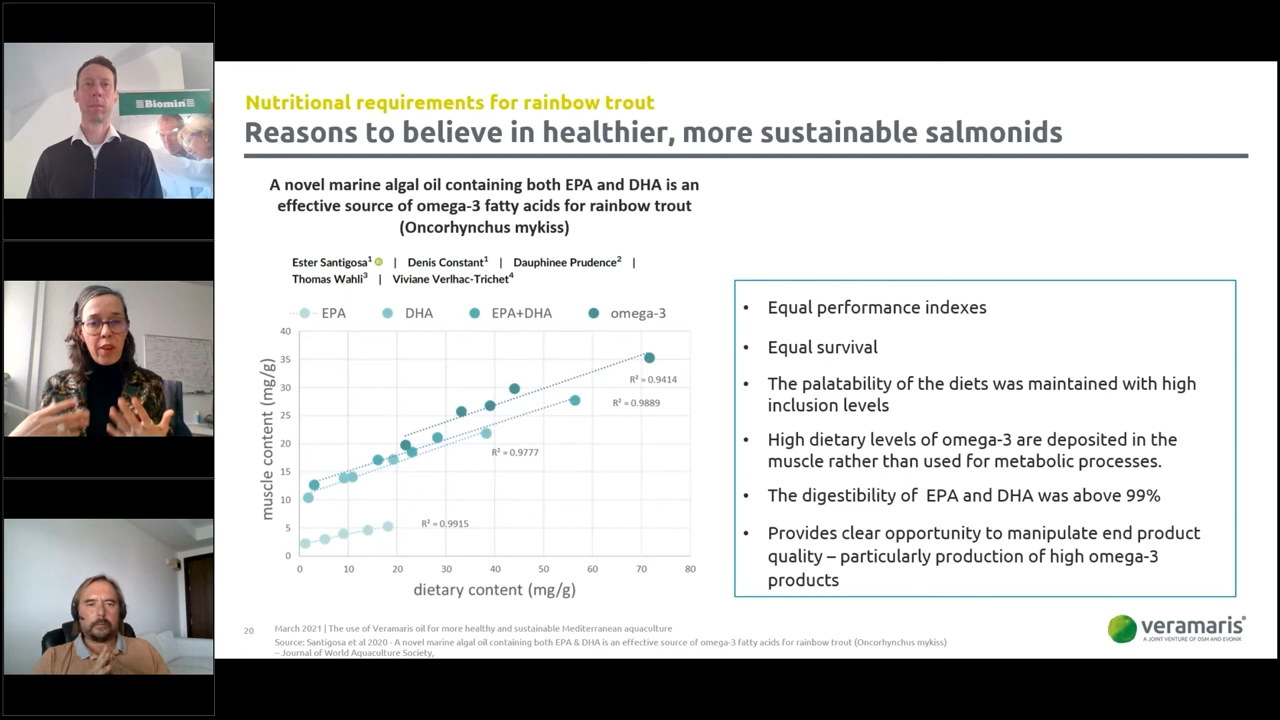 Biomin
Nutritional requirements for rainbow trout
Reasons to believe in healthier, more sustainable salmonids
A novel marine algal oil containing both EPA and DHA is an
effective source of omega-3 fatty acids for rainbow trout
(Oncorhynchus mykiss)
Ester Santigosa¹ | Denis Constant¹ | Dauphinee Prudence² |
Thomas Wahli³ | Viviane Verlhac-Trichet⁴
EPA DHA EPA+DHA omega-3
muscle content (mg/g)
40
35
30
25
20
15
10
5
0
R² = 0.9414
R² = 0.9889
R² = 0.9777
R² = 0.9915
0 10 20 30 40 50 60 70 80
dietary content (mg/g)
• Equal performance indexes
• Equal survival
• The palatability of the diets was maintained with high
inclusion levels
• High dietary levels of omega-3 are deposited in the
muscle rather than used for metabolic processes.
• The digestibility of EPA and DHA was above 99%
• Provides clear opportunity to manipulate end product
quality – particularly production of high omega-3
products
20
March 2021 | The use of Veramaris oil for more healthy and sustainable Mediterranean aquaculture
Source: Santigosa et al 2020 - A novel marine algal oil containing both EPA & DHA is an effective source of omega-3 fatty acids for rainbow trout (Oncorhynchus mykiss)
– Journal of World Aquaculture Society,
veramaris®
A JOINT VENTURE OF DSM AND EVONIK